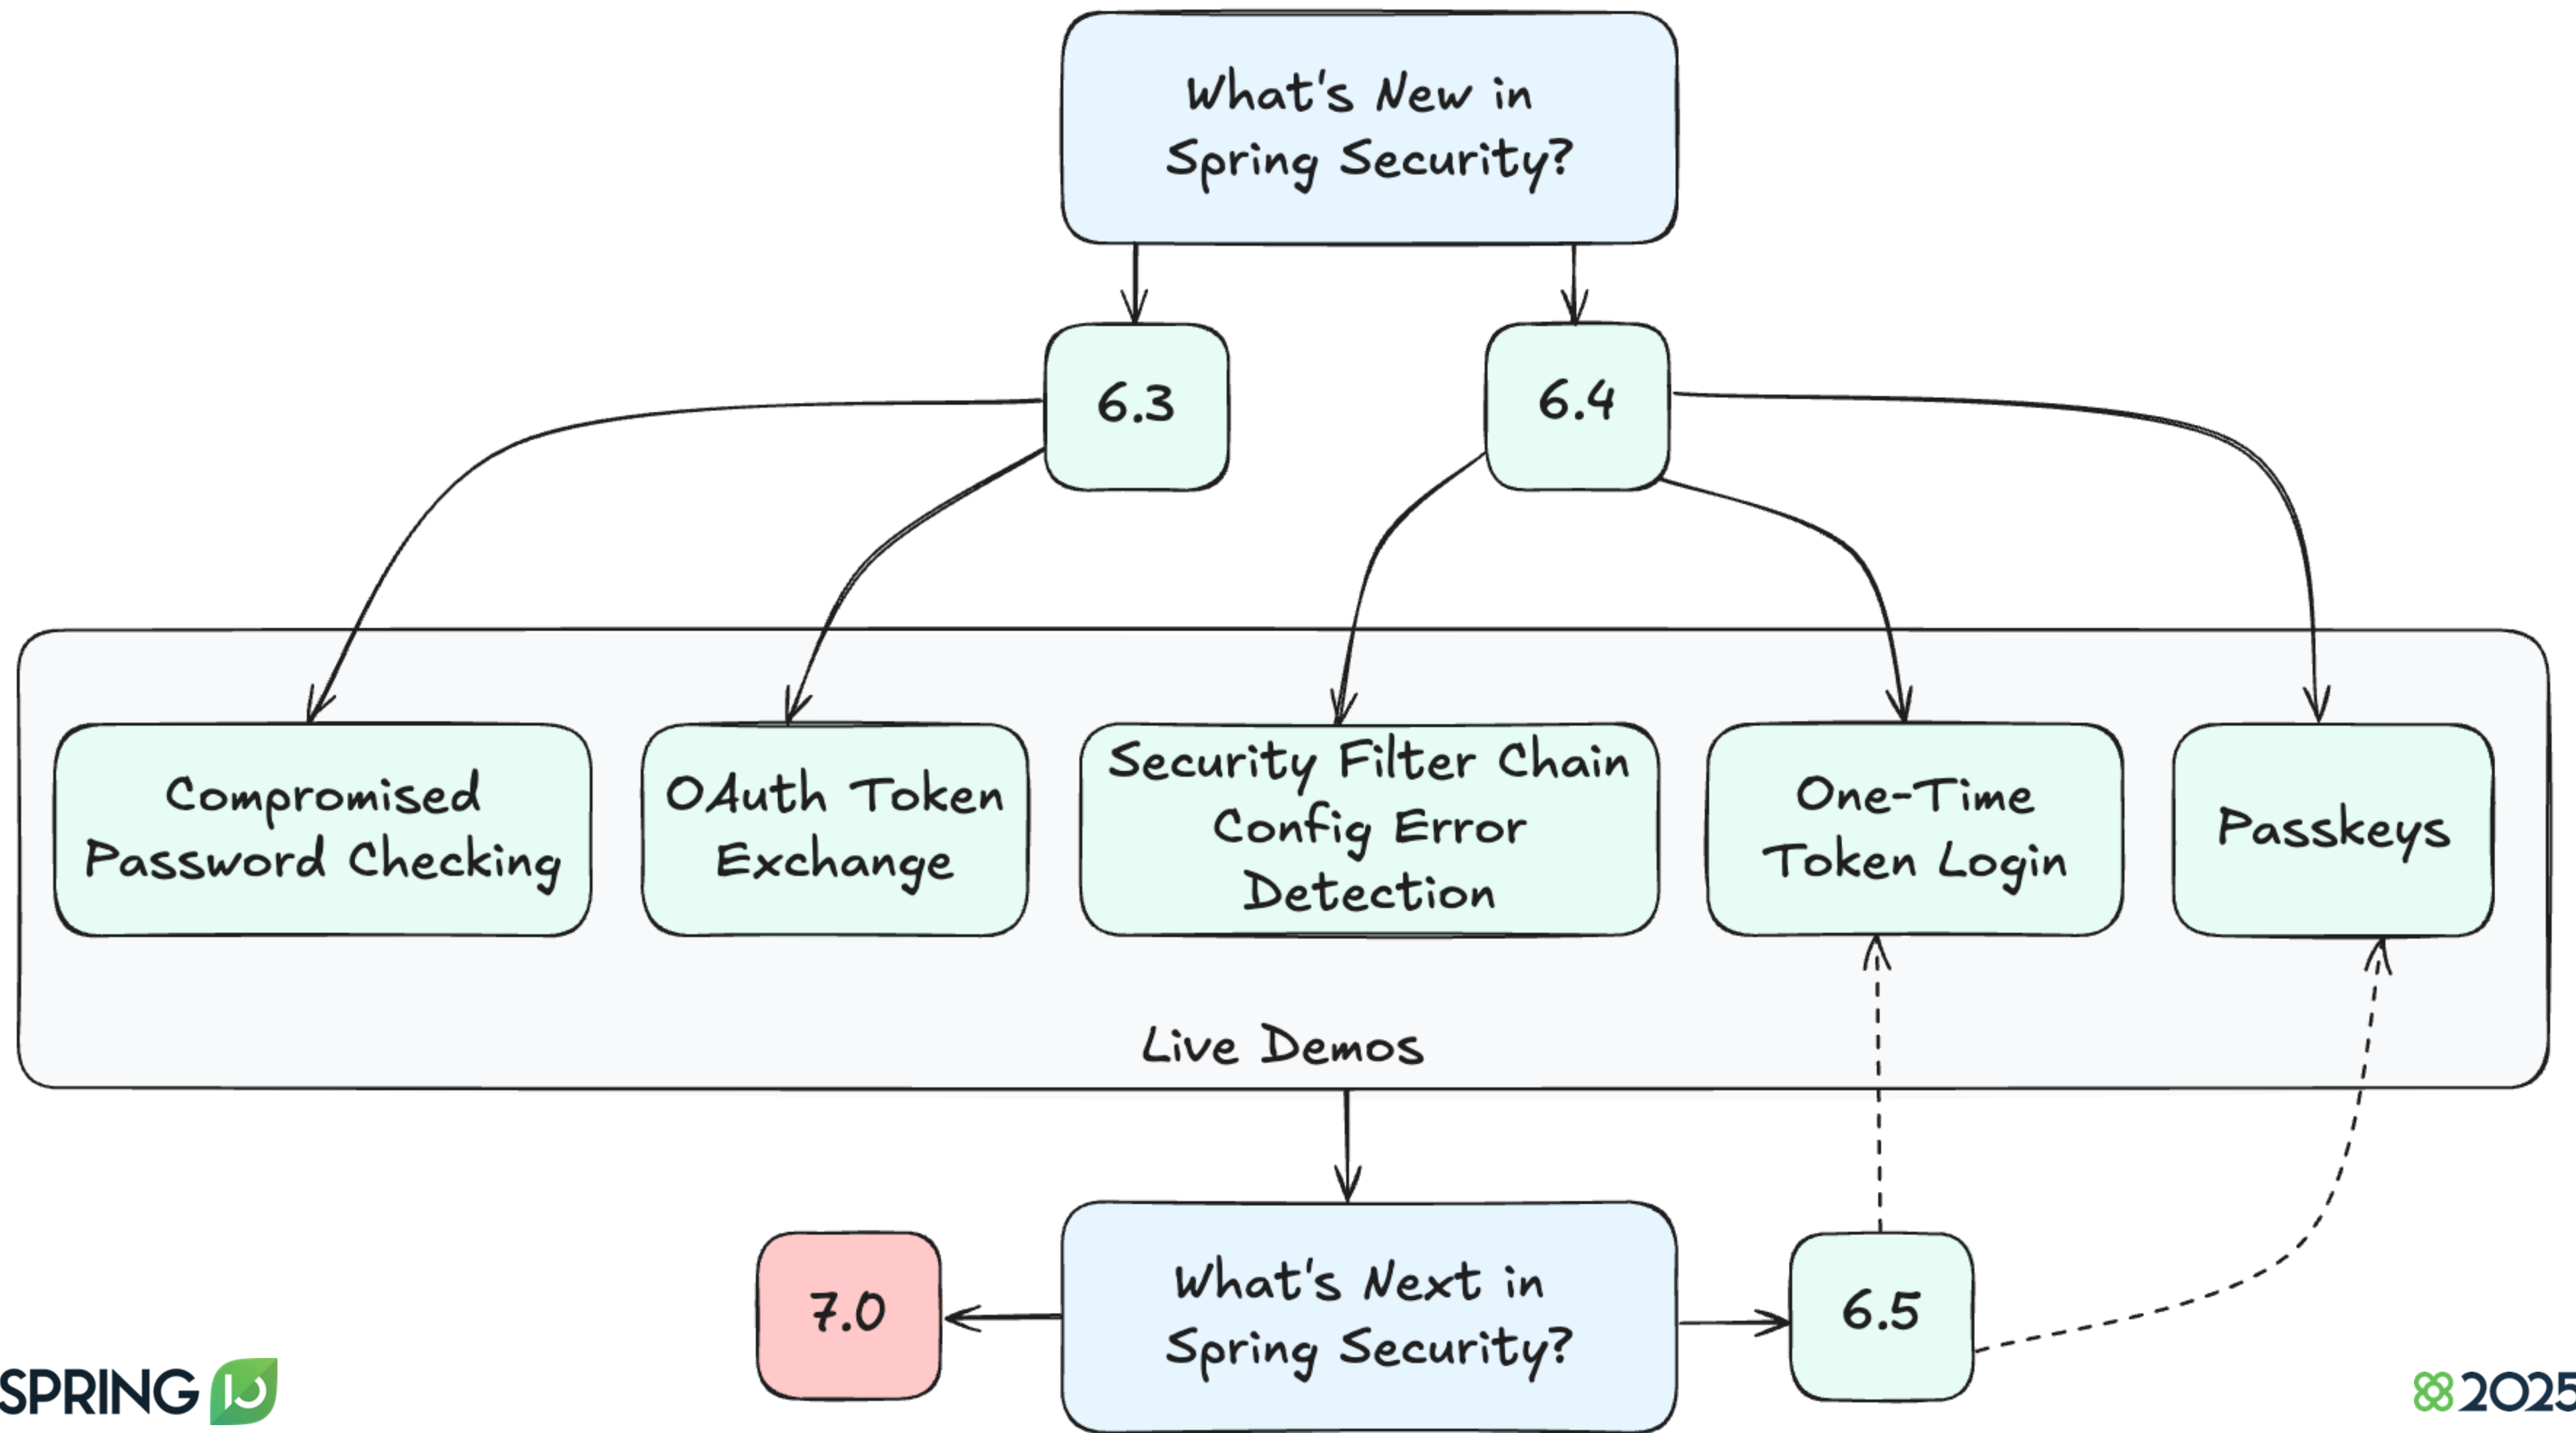 What's New in
Spring Security?
6.3
6.4
Compromised
Password Checking
OAuth Token
Exchange
Security Filter Chain
Config Error
Detection
One-Time
Token Login
Passkeys
Live Demos
7.0
What's Next in
Spring Security?
6.5
SPRING IO
2025